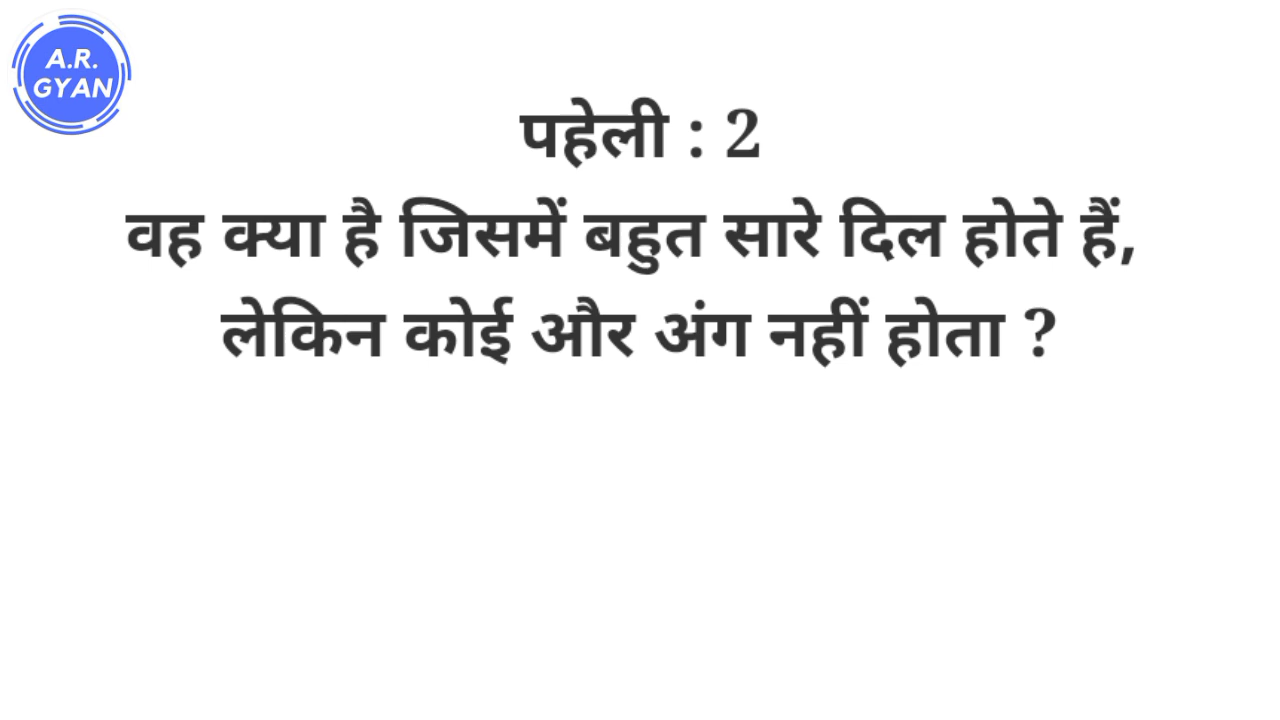 A.R.
GYAN
पहेली : 2
वह क्या है जिसमें बहुत सारे दिल होते हैं,
लेकिन कोई और अंग नहीं होता ?